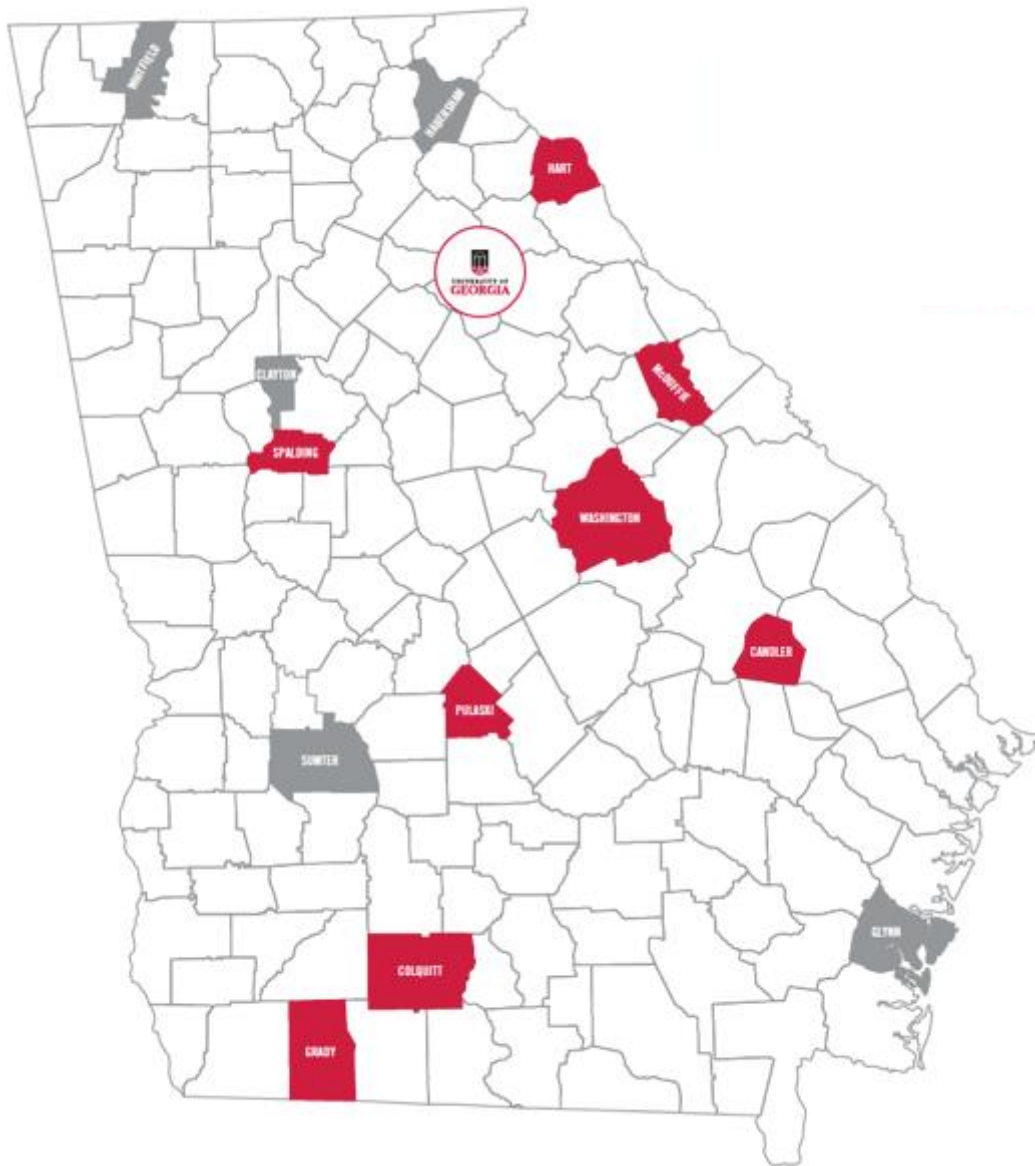 WHITFIELD
HABERSHAM
HART
UNIVERSITY OF
GEORGIA
CLAYTON
McDUFFIE
SPALDING
WASHINGTON
CANDLER
PULASKI
SUMTER
GLYNN
COLQUITT
GRADY